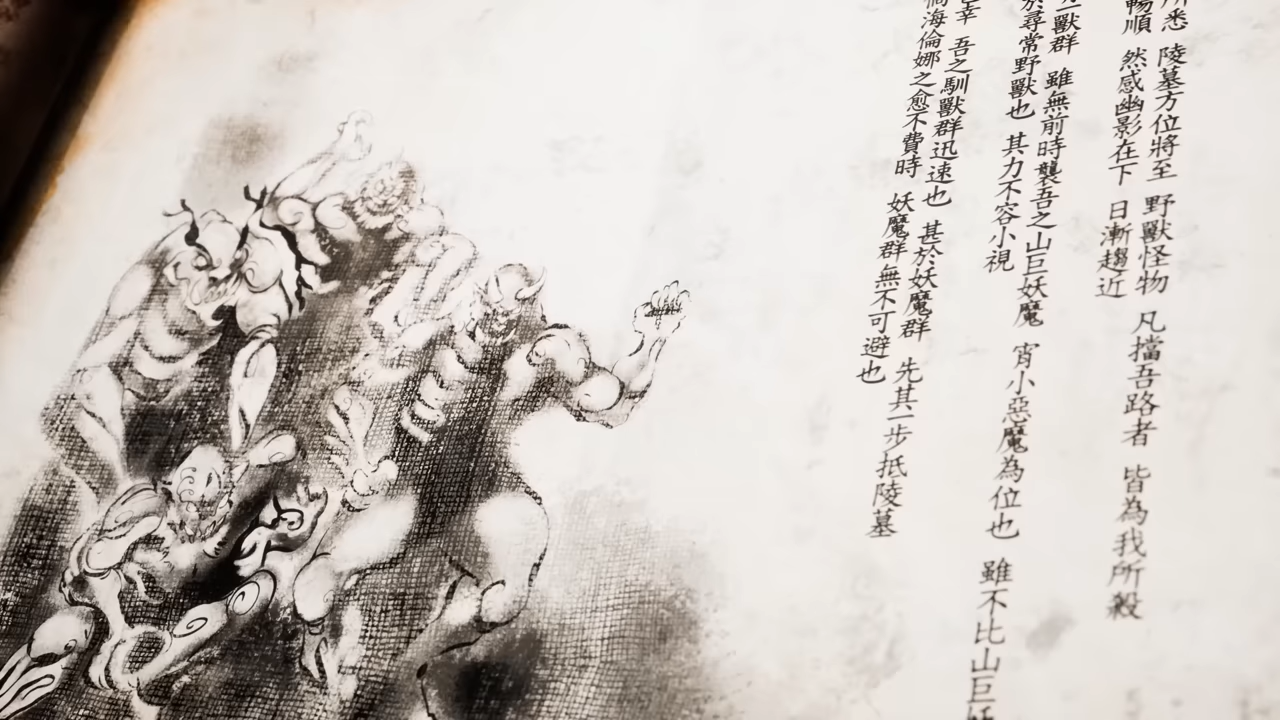 所悉 陵墓方位將至 野獸怪物 凡擋吾路者 皆為我所殺
暢順 然感幽影在下 日漸趨近
獸群 雖無前時襲吾之山巨妖魔 宵小惡魔為位也 雖不比山巨妖
於尋常野獸也 其力不容小視
幸 吾之馴獸群迅速也 甚於妖魔群 先其一步抵陵墓
海倫娜之愈不費時 妖魔群無不可避也